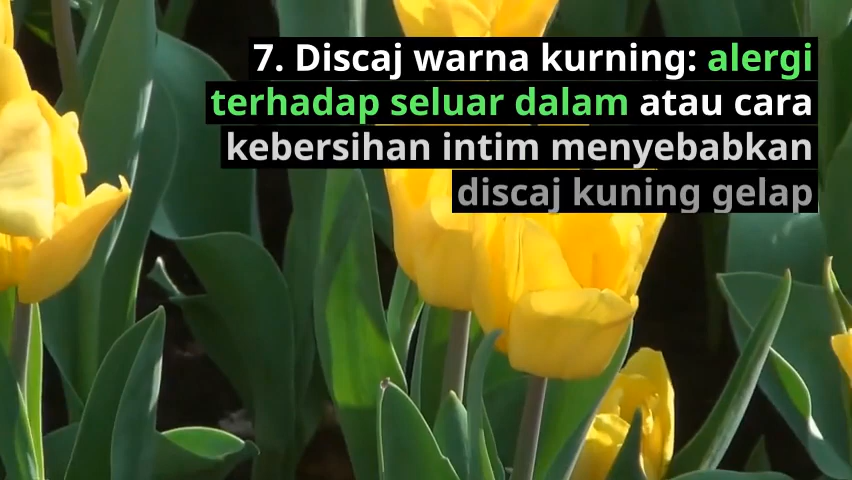 7. Discaj warna kurning: alergi
terhadap seluar dalam atau cara
kebersihan intim menyebabkan
discaj kuning gelap